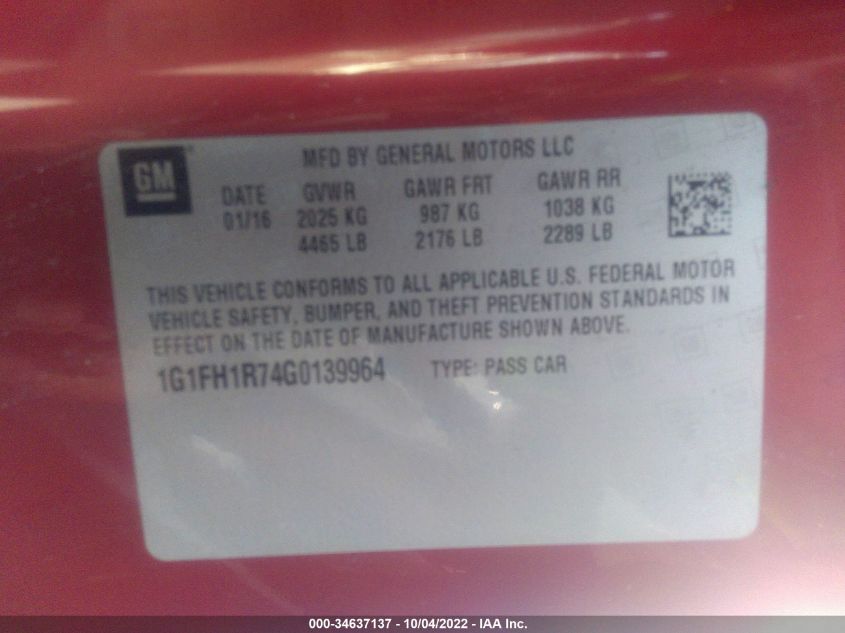 GM
MFD BY GENERAL MOTORS LLC
DATE GVWR GAWR FRT GAWR RR
01/16 2025 KG 987 KG 1038 KG
4465 LB 2176 LB 2289 LB
THIS VEHICLE CONFORMS TO ALL APPLICABLE U.S. FEDERAL MOTOR
VEHICLE SAFETY, BUMPER, AND THEFT PREVENTION STANDARDS IN
EFFECT ON THE DATE OF MANUFACTURE SHOWN ABOVE.
1G1FH1R74G0139964 TYPE: PASS CAR
000-34637137 - 10/04/2022 - IAA Inc.